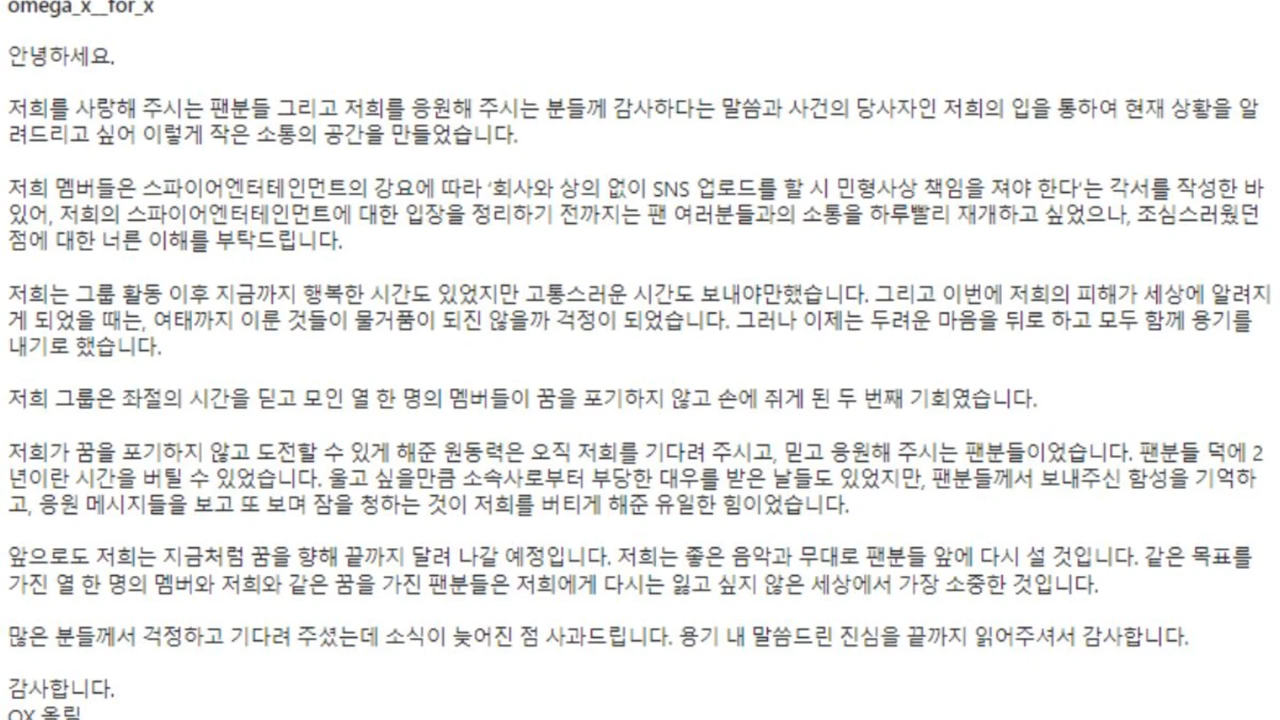 omega_x__for_x
안녕하세요.
저희를 사랑해 주시는 팬분들 그리고 저희를 응원해 주시는 분들께 감사하다는 말씀과 사건의 당사자인 저희의 입을 통하여 현재 상황을 알
려드리고 싶어 이렇게 작은 소통의 공간을 만들었습니다.
저희 멤버들은 스파이어엔터테인먼트의 강요에 따라 '회사와 상의 없이 SNS 업로드를 할 시 민형사상 책임을 져야 한다'는 각서를 작성한 바
있어, 저희의 스파이어엔터테인먼트에 대한 입장을 정리하기 전까지는 팬 여러분들과의 소통을 하루빨리 재개하고 싶었으나, 조심스러웠던
점에 대한 너른 이해를 부탁드립니다.
저희는 그룹 활동 이후 지금까지 행복한 시간도 있었지만 고통스러운 시간도 보내야만했습니다. 그리고 이번에 저희의 피해가 세상에 알려지
게 되었을 때는, 여태까지 이룬 것들이 물거품이 되진 않을까 걱정이 되었습니다. 그러나 이제는 두려운 마음을 뒤로 하고 모두 함께 용기를
내기로 했습니다.
저희 그룹은 좌절의 시간을 딛고 모인 열 한 명의 멤버들이 꿈을 포기하지 않고 손에 쥐게 된 두 번째 기회였습니다.
저희가 꿈을 포기하지 않고 도전할 수 있게 해준 원동력은 오직 저희를 기다려 주시고, 믿고 응원해 주시는 팬분들이었습니다. 팬분들 덕에 2
년이란 시간을 버틸 수 있었습니다. 울고 싶을만큼 소속사로부터 부당한 대우를 받은 날들도 있었지만, 팬분들께서 보내주신 함성을 기억하
고, 응원 메시지들을 보고 또 보며 잠을 청하는 것이 저희를 버티게 해준 유일한 힘이었습니다.
앞으로도 저희는 지금처럼 꿈을 향해 끝까지 달려 나갈 예정입니다. 저희는 좋은 음악과 무대로 팬분들 앞에 다시 설 것입니다. 같은 목표를
가진 열 한 명의 멤버와 저희와 같은 꿈을 가진 팬분들은 저희에게 다시는 잃고 싶지 않은 세상에서 가장 소중한 것입니다.
많은 분들께서 걱정하고 기다려 주셨는데 소식이 늦어진 점 사과드립니다. 용기 내 말씀드린 진심을 끝까지 읽어주셔서 감사합니다.
감사합니다.
OX 올림